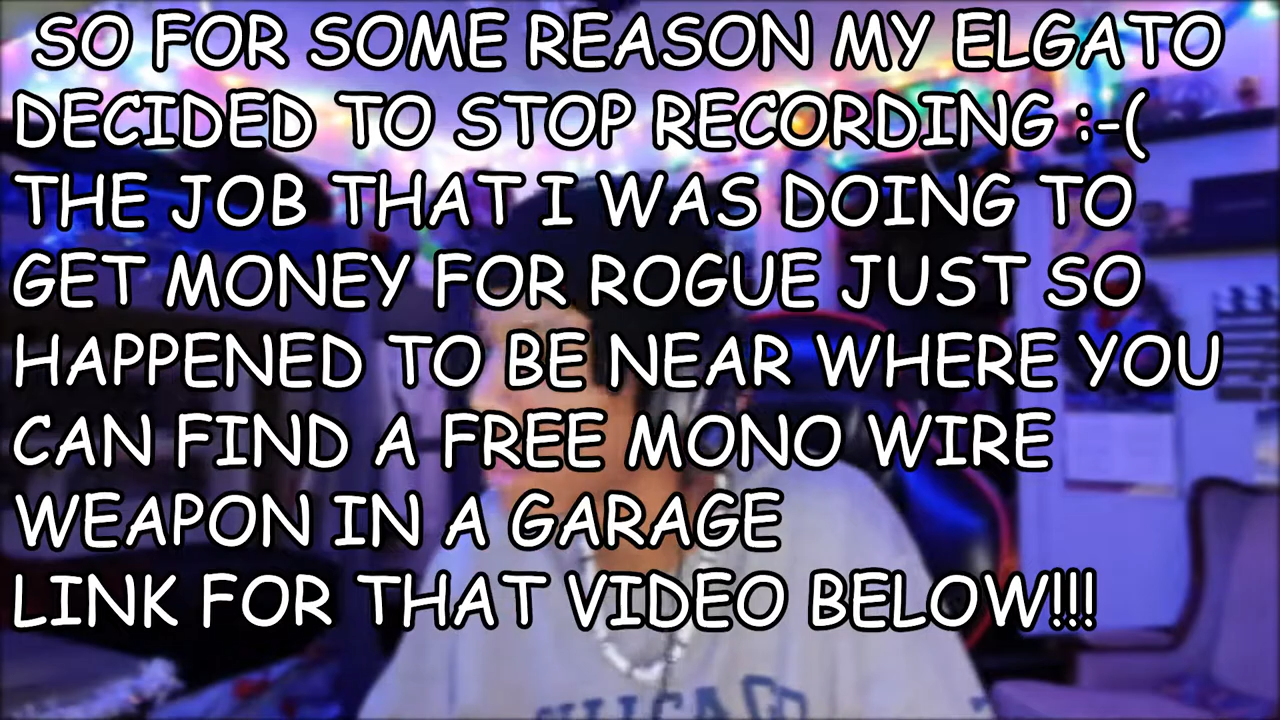 SO FOR SOME REASON MY ELGATO
DECIDED TO STOP RECORDING :-(
THE JOB THAT I WAS DOING TO
GET MONEY FOR ROGUE JUST SO
HAPPENED TO BE NEAR WHERE YOU
CAN FIND A FREE MONO WIRE
WEAPON IN A GARAGE
LINK FOR THAT VIDEO BELOW!!!
CHICAGO